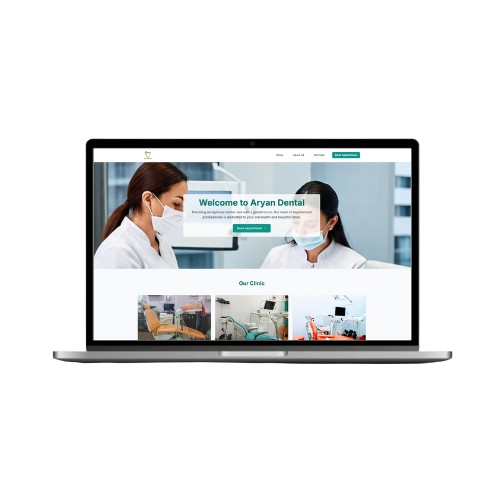 Home
About Us
Services
Book Appointment
Welcome to Aryan Dental
Providing exceptional dental care with a gentle touch. Our team of experienced
professionals is dedicated to your oral health and beautiful smile.
Book Appointment
Our Clinic